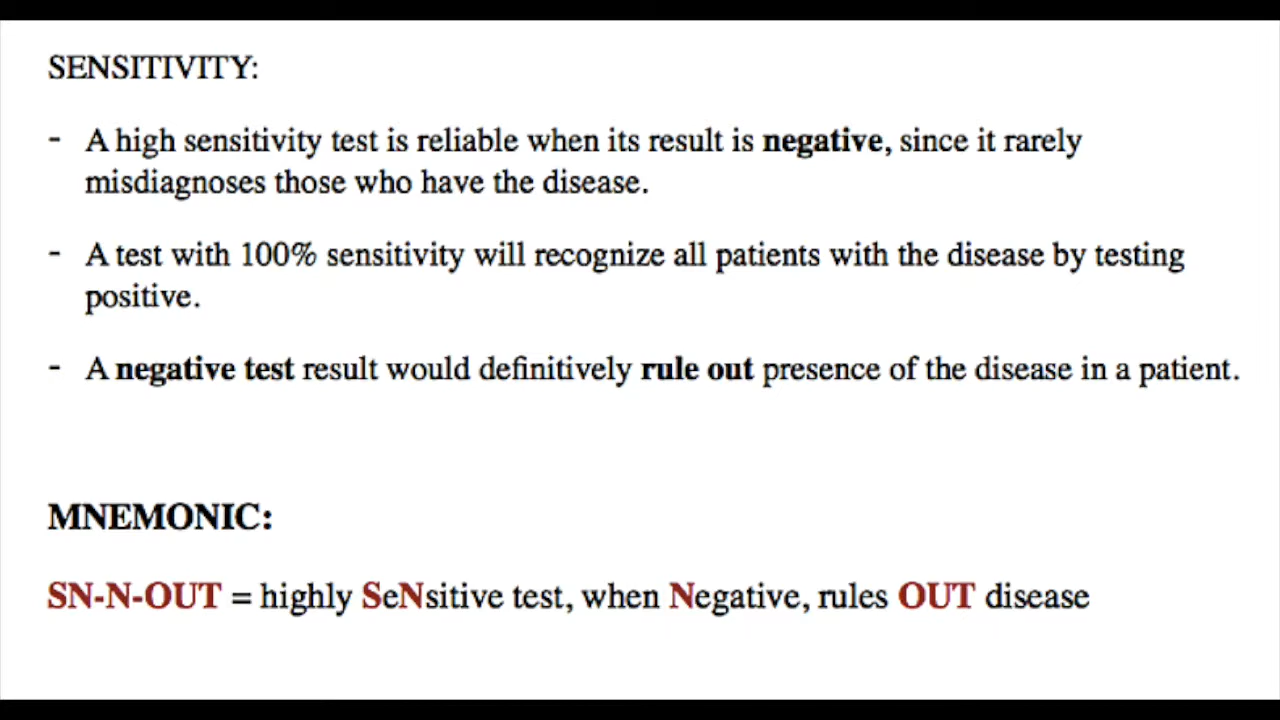 SENSITIVITY:
- A high sensitivity test is reliable when its result is negative, since it rarely
misdiagnoses those who have the disease.
- A test with 100% sensitivity will recognize all patients with the disease by testing
positive.
- A negative test result would definitively rule out presence of the disease in a patient.
MNEMONIC:
SN-N-OUT = highly SeNsitive test, when Negative, rules OUT disease